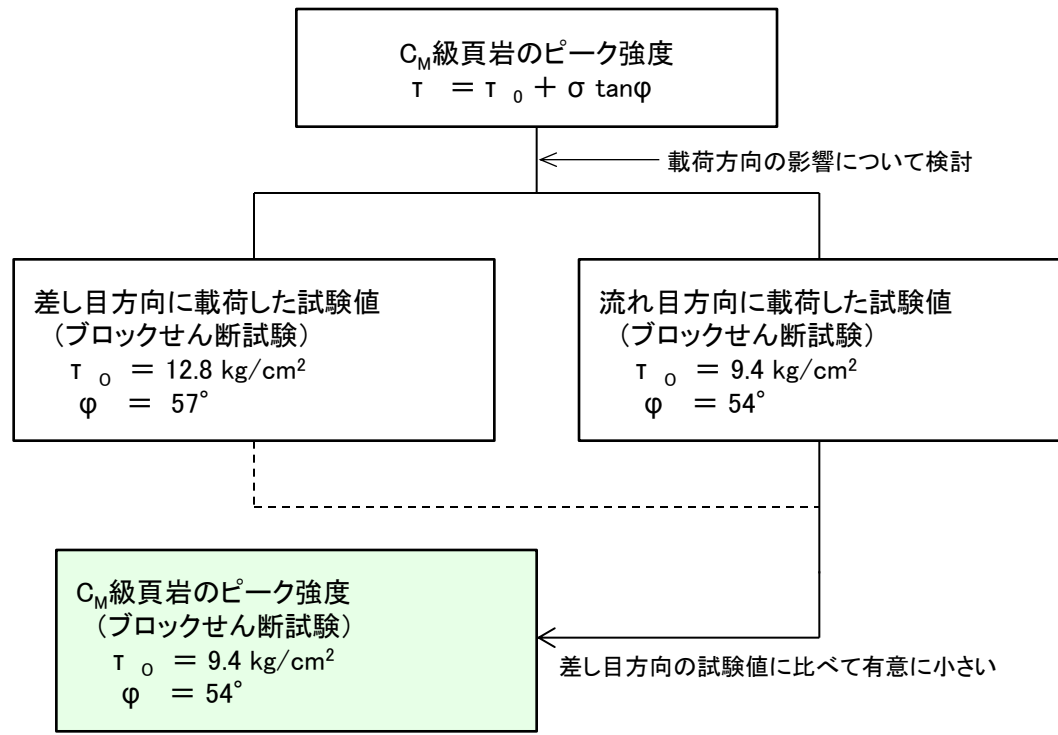 CM級頁岩のピーク強度
τ = τ0 + σ tanφ
載荷方向の影響について検討
差し目方向に載荷した試験値
(ブロックせん断試験)
τ0 = 12.8 kg/cm²
φ = 57°
流れ目方向に載荷した試験値
(ブロックせん断試験)
τ0 = 9.4 kg/cm²
φ = 54°
CM級頁岩のピーク強度
(ブロックせん断試験)
τ0 = 9.4 kg/cm²
φ = 54°
差し目方向の試験値に比べて有意に小さい